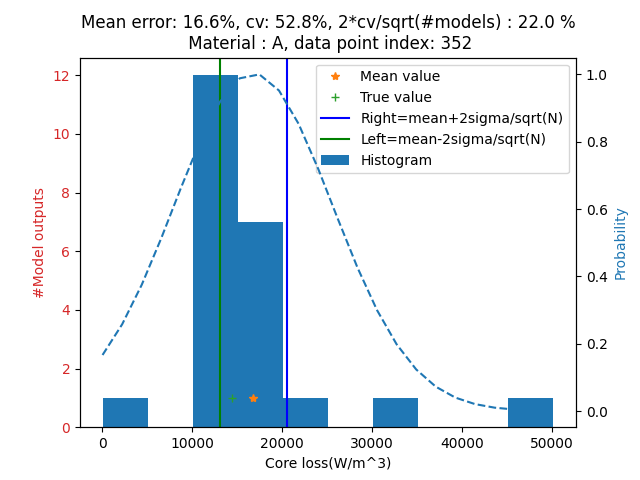 Mean error: 16.6%, cv: 52.8%, 2*cv/sqrt(#models) : 22.0 %
Material : A, data point index: 352
Mean value
True value
Right=mean+2sigma/sqrt(N)
Left=mean-2sigma/sqrt(N)
Histogram
#Model outputs
12
10
8
6
4
2
0
1.0
0.8
0.6
0.4
0.2
0.0
Probability
0
10000
20000
30000
40000
50000
Core loss(W/m^3)